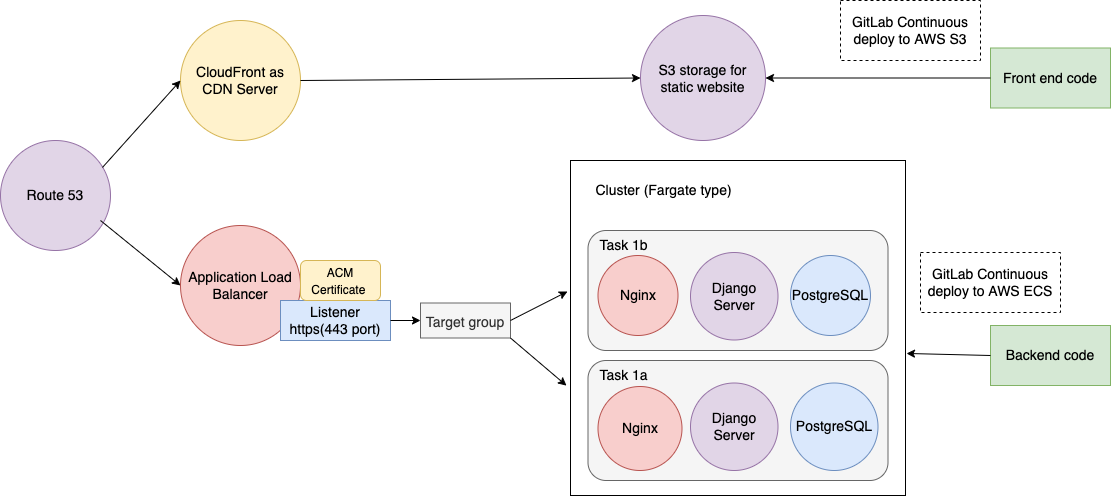 GitLab Continuous
deploy to AWS S3
CloudFront as
CDN Server
S3 storage for
static website
Front end code
Route 53
Cluster (Fargate type)
Task 1b
Nginx
Django
Server
PostgreSQL
GitLab Continuous
deploy to AWS ECS
Application Load
Balancer
ACM
Certificate
Listener
https(443 port)
Target group
Backend code
Task 1a
Nginx
Django
Server
PostgreSQL